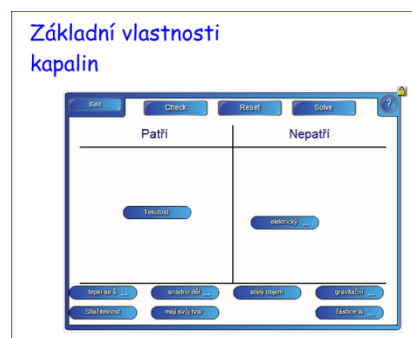 Základní vlastnosti
kapalin
Edit Check Reset Solve ?
Patří Nepatří
Tekutost
elektrický ...
teplo se š ... snadno děl ... stálý objem gravitační ...
Stlačitelnost mají svůj tvar částice la ...